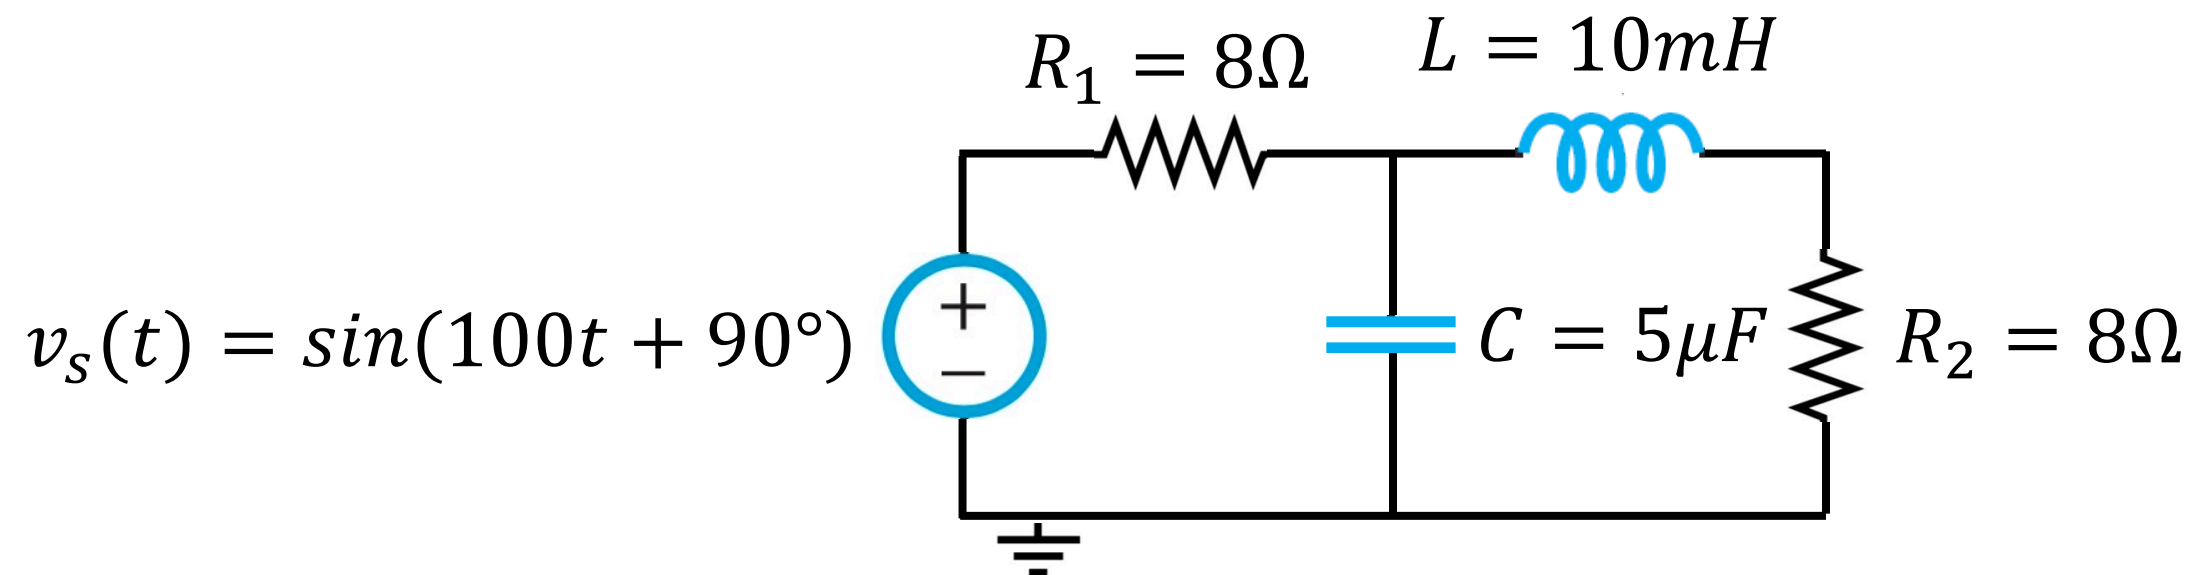 R₁ = 8Ω
L = 10mH
vₛ(t) = sin(100t + 90°)
+
−
C = 5μF
R₂ = 8Ω